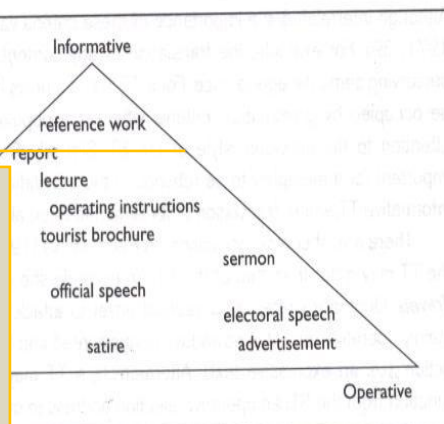 Informative
reference work
report
lecture
operating instructions
tourist brochure
sermon
official speech
electoral speech
satire
advertisement
Operative